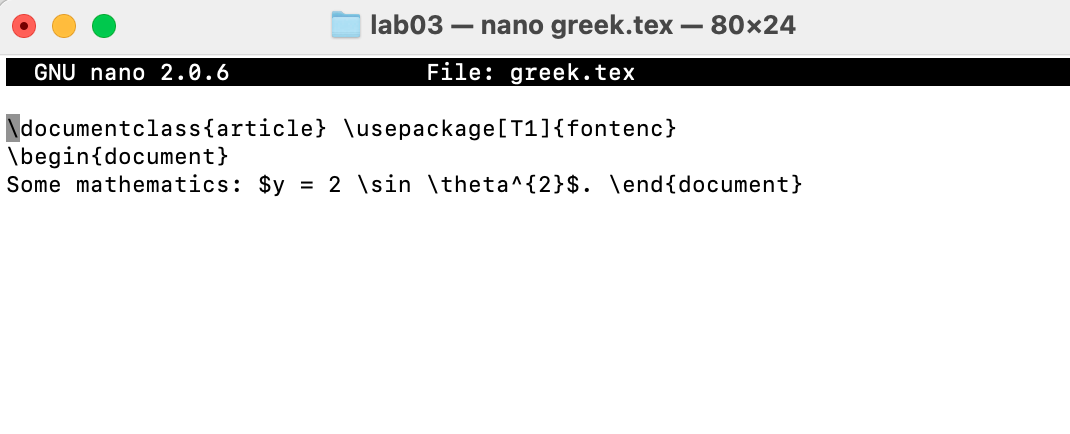 lab03 — nano greek.tex — 80×24
GNU nano 2.0.6 File: greek.tex
\documentclass{article} \usepackage[T1]{fontenc}
\begin{document}
Some mathematics: $y = 2 \sin \theta^{2}$. \end{document}